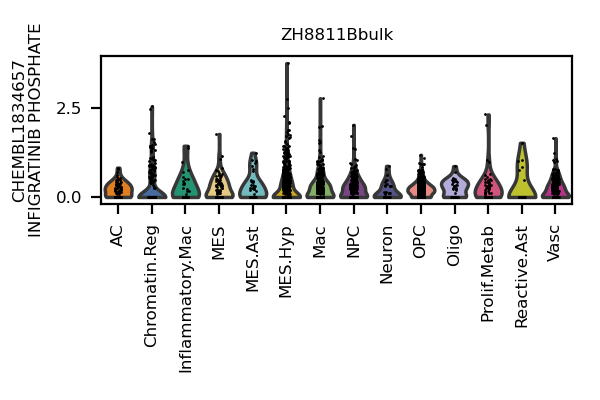 ZH8811Bbulk
CHEMBL1834657
INFIGRATINIB PHOSPHATE
2.5
0.0
AC
Chromatin.Reg
Inflammatory.Mac
MES
MES.Ast
MES.Hyp
Mac
NPC
Neuron
OPC
Oligo
Prolif.Metab
Reactive.Ast
Vasc